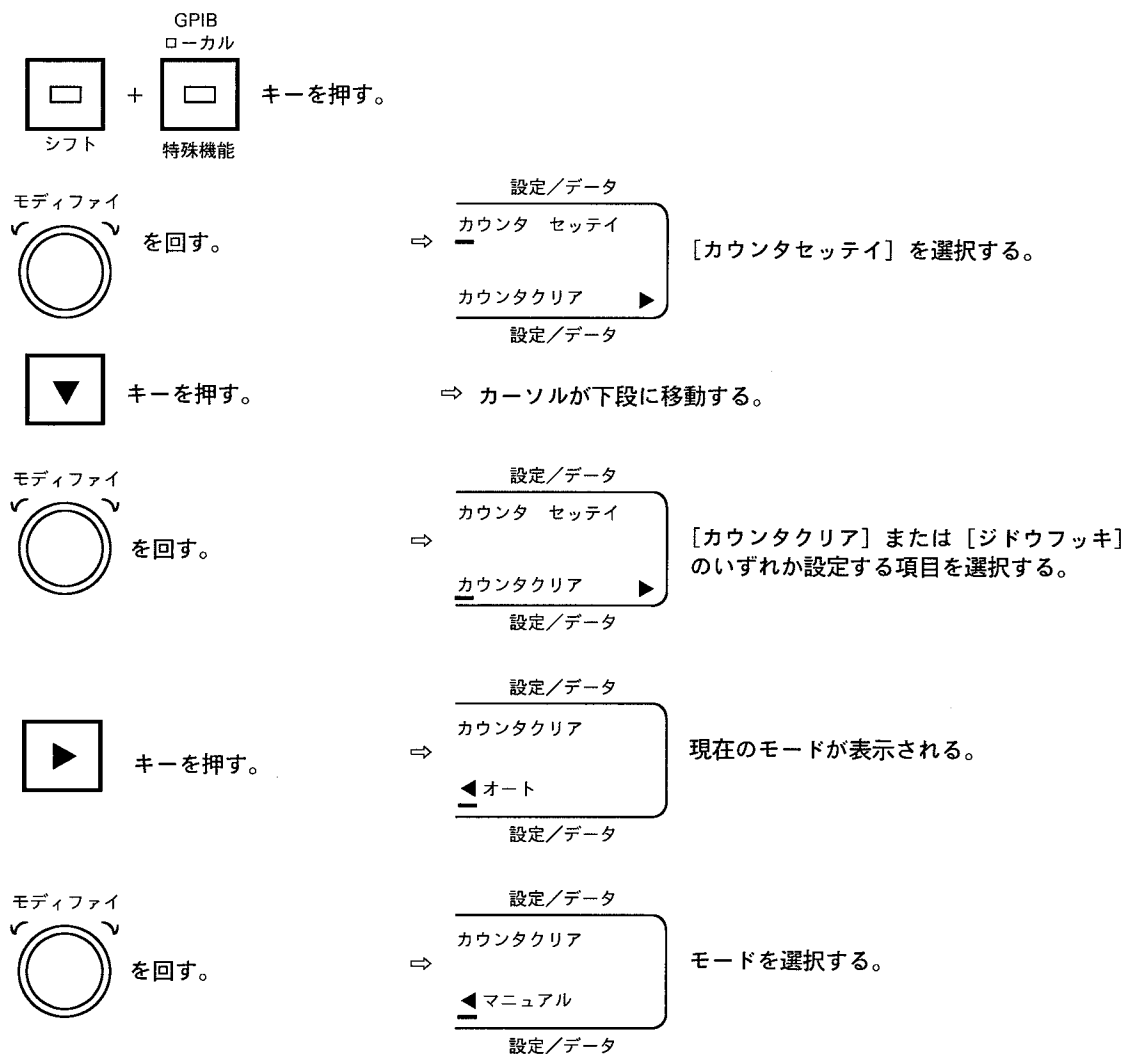 GPIB
ローカル
+ キーを押す。
シフト 特殊機能
モディファイ
を回す。
⇨
設定/データ
カウンタ セッテイ
カウンタクリア ▶
設定/データ
[カウンタセッテイ] を選択する。
▼ キーを押す。
⇨ カーソルが下段に移動する。
モディファイ
を回す。
⇨
設定/データ
カウンタ セッテイ
カウンタクリア ▶
設定/データ
[カウンタクリア] または [ジドウフッキ]
のいずれか設定する項目を選択する。
▶ キーを押す。
⇨
設定/データ
カウンタクリア
◀オート
設定/データ
現在のモードが表示される。
モディファイ
を回す。
⇨
設定/データ
カウンタクリア
◀マニュアル
設定/データ
モードを選択する。